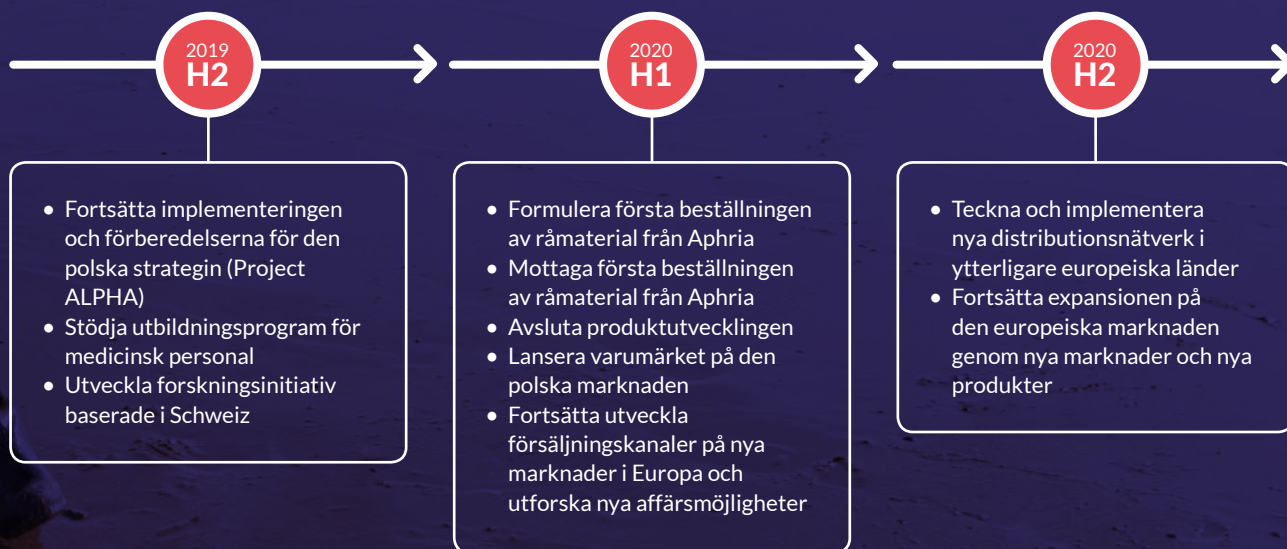 2019
H2
• Fortsätta implementeringen
och förberedelserna för den
polska strategin (Project
ALPHA)
• Stödja utbildningsprogram för
medicinsk personal
• Utveckla forskningsinitiativ
baserade i Schweiz
2020
H1
• Formulera första beställningen
av råmaterial från Aphria
• Mottaga första beställningen
av råmaterial från Aphria
• Avsluta produktutvecklingen
• Lansera varumärket på den
polska marknaden
• Fortsätta utveckla
försäljningskanaler på nya
marknader i Europa och
utforska nya affärsmöjligheter
2020
H2
• Teckna och implementera
nya distributionsnätverk i
ytterligare europeiska länder
• Fortsätta expansionen på
den europeiska marknaden
genom nya marknader och nya
produkter